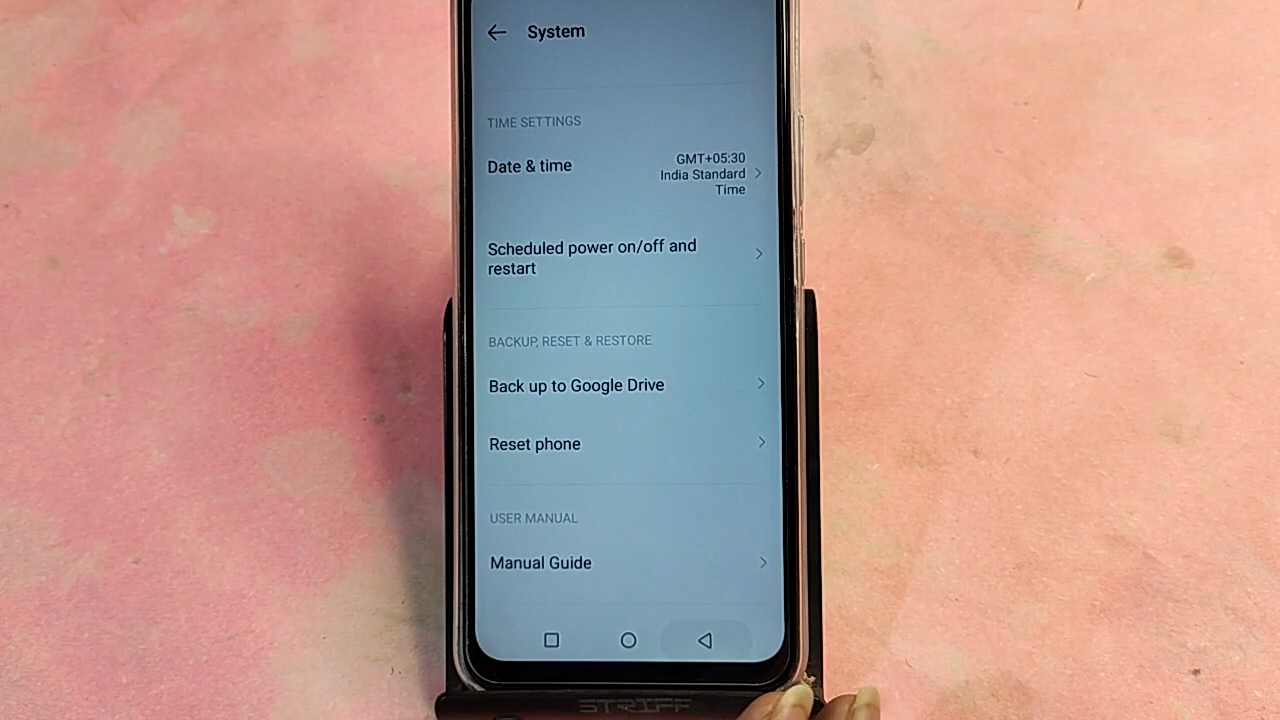 System
TIME SETTINGS
Date & time
GMT+05:30
India Standard
Time
Scheduled power on/off and
restart
BACKUP, RESET & RESTORE
Back up to Google Drive
Reset phone
USER MANUAL
Manual Guide
STRIFF